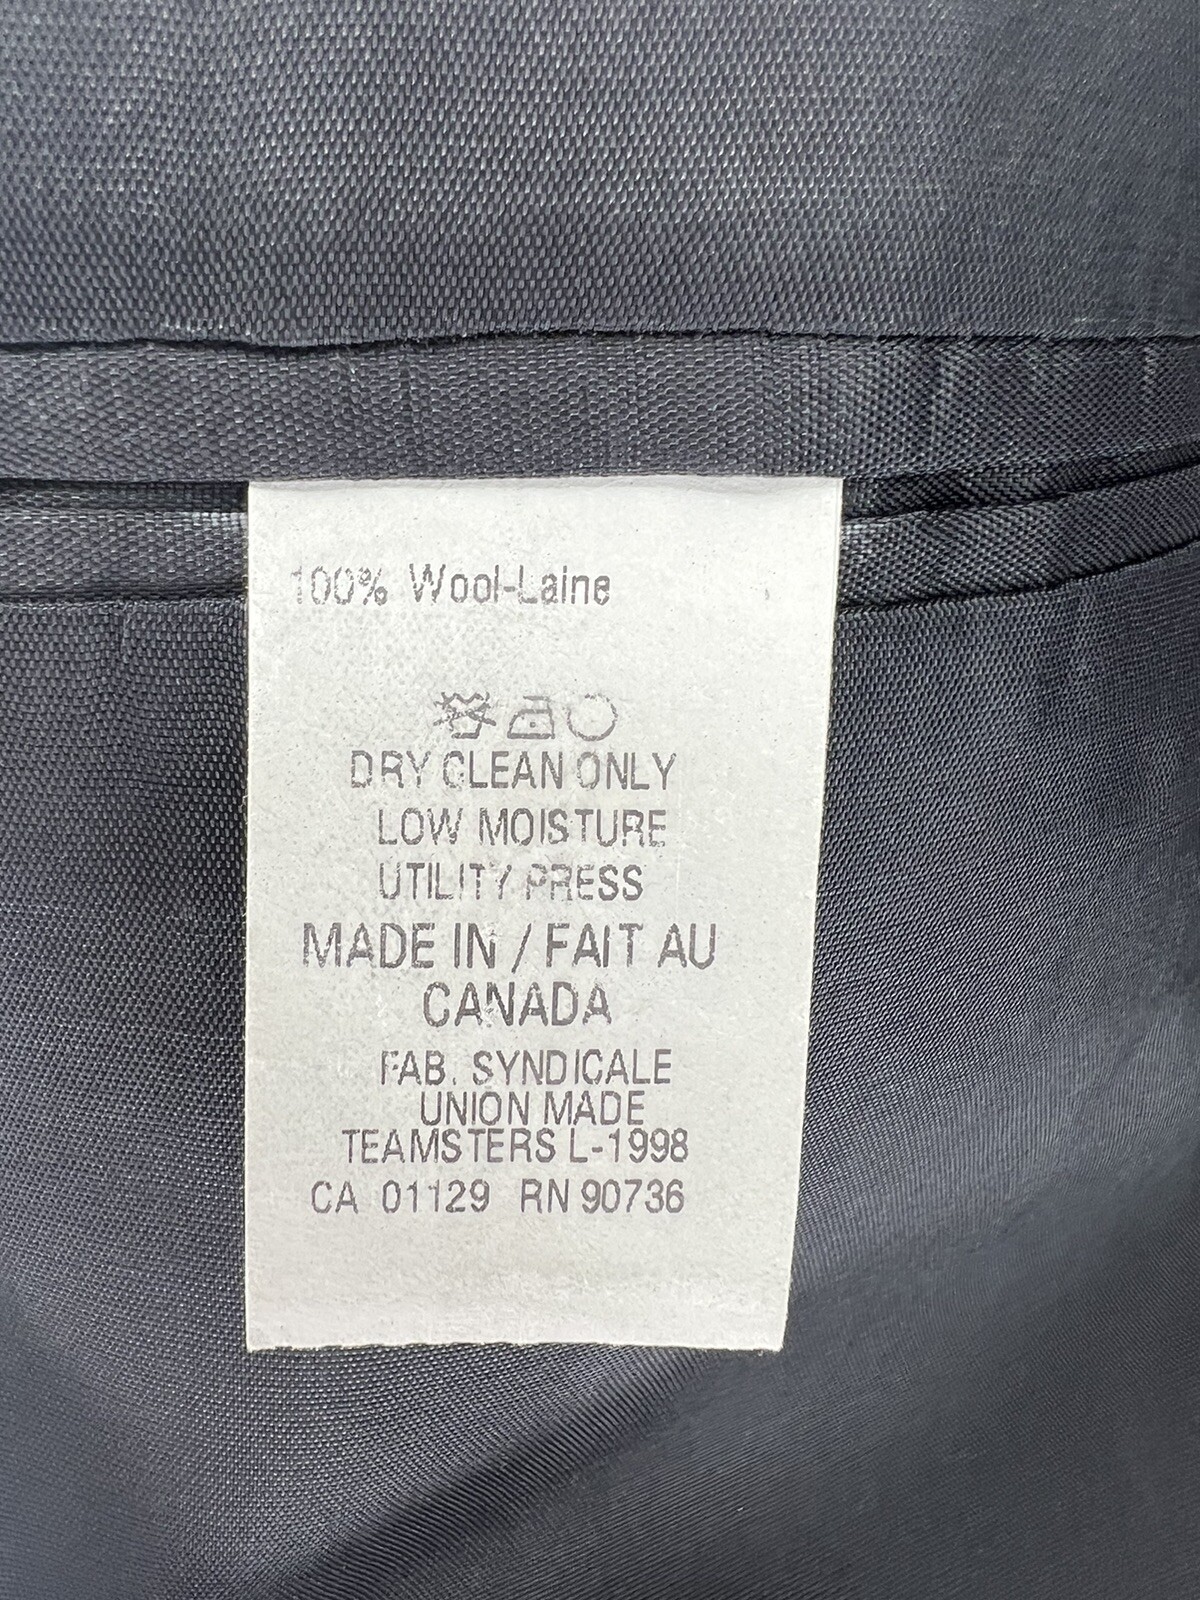 100% Wool-Laine
DRY CLEAN ONLY
LOW MOISTURE
UTILITY PRESS
MADE IN / FAIT AU
CANADA
FAB. SYNDICALE
UNION MADE
TEAMSTERS L-1998
CA 01129 RN 90736